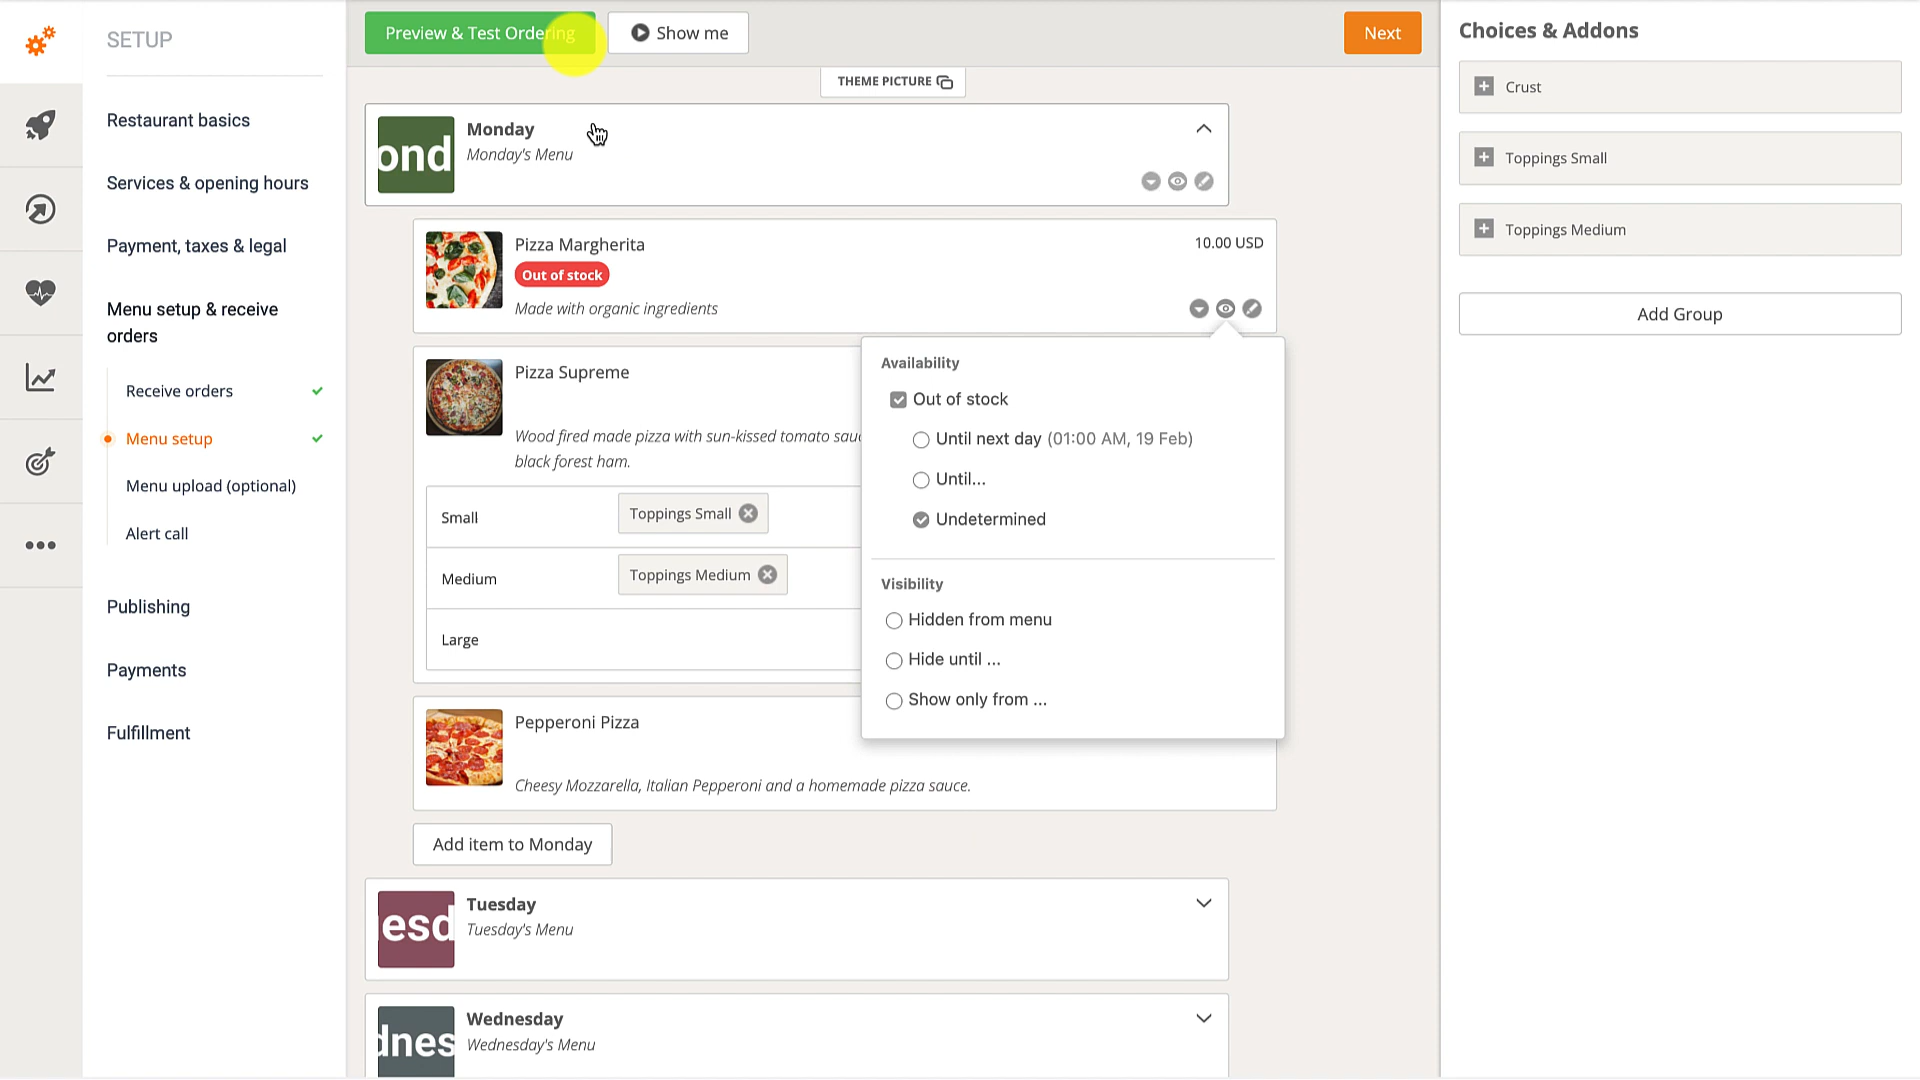 SETUP
Restaurant basics
Services & opening hours
Payment, taxes & legal
Menu setup & receive
orders
Receive orders
Menu setup
Menu upload (optional)
Alert call
Publishing
Payments
Fulfillment
Preview & Test Ordering
Show me
Next
THEME PICTURE
ond
Monday
Monday's Menu
Pizza Margherita
10.00 USD
Out of stock
Made with organic ingredients
Pizza Supreme
Wood fired made pizza with sun-kissed tomato sau
black forest ham.
Small
Toppings Small
Medium
Toppings Medium
Large
Availability
Out of stock
Until next day (01:00 AM, 19 Feb)
Until...
Undetermined
Visibility
Hidden from menu
Hide until ...
Show only from ...
Pepperoni Pizza
Cheesy Mozzarella, Italian Pepperoni and a homemade pizza sauce.
Add item to Monday
esd
Tuesday
Tuesday's Menu
dnes
Wednesday
Wednesday's Menu
Choices & Addons
Crust
Toppings Small
Toppings Medium
Add Group